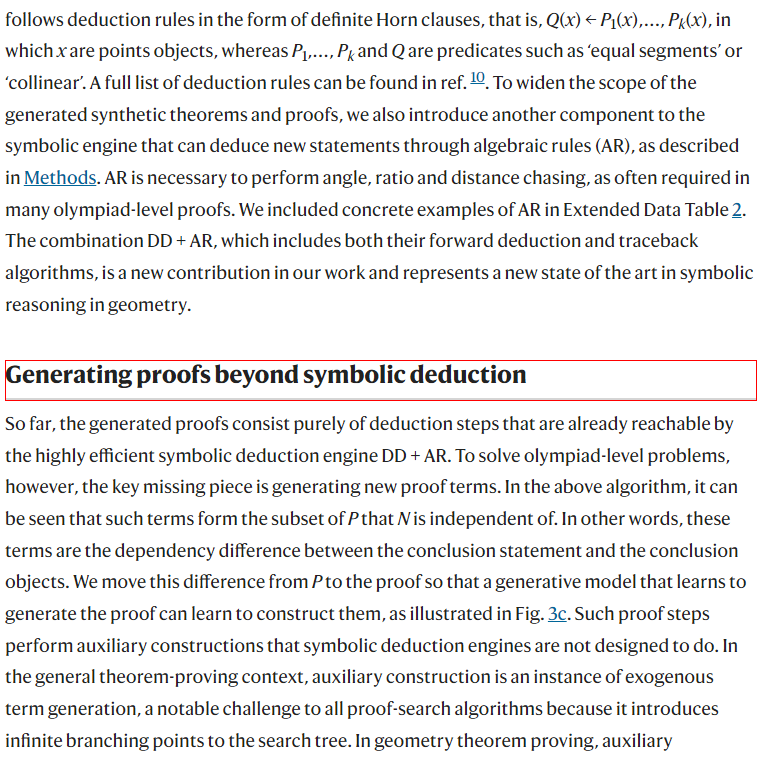 follows deduction rules in the form of definite Horn clauses, that is, Q(x) ← P₁(x),…, Pₖ(x), in
which x are points objects, whereas P₁,…, Pₖ and Q are predicates such as ‘equal segments’ or
‘collinear’. A full list of deduction rules can be found in ref. 10. To widen the scope of the
generated synthetic theorems and proofs, we also introduce another component to the
symbolic engine that can deduce new statements through algebraic rules (AR), as described
in Methods. AR is necessary to perform angle, ratio and distance chasing, as often required in
many olympiad-level proofs. We included concrete examples of AR in Extended Data Table 2.
The combination DD + AR, which includes both their forward deduction and traceback
algorithms, is a new contribution in our work and represents a new state of the art in symbolic
reasoning in geometry.
Generating proofs beyond symbolic deduction
So far, the generated proofs consist purely of deduction steps that are already reachable by
the highly efficient symbolic deduction engine DD + AR. To solve olympiad-level problems,
however, the key missing piece is generating new proof terms. In the above algorithm, it can
be seen that such terms form the subset of P that N is independent of. In other words, these
terms are the dependency difference between the conclusion statement and the conclusion
objects. We move this difference from P to the proof so that a generative model that learns to
generate the proof can learn to construct them, as illustrated in Fig. 3c. Such proof steps
perform auxiliary constructions that symbolic deduction engines are not designed to do. In
the general theorem-proving context, auxiliary construction is an instance of exogenous
term generation, a notable challenge to all proof-search algorithms because it introduces
infinite branching points to the search tree. In geometry theorem proving, auxiliary